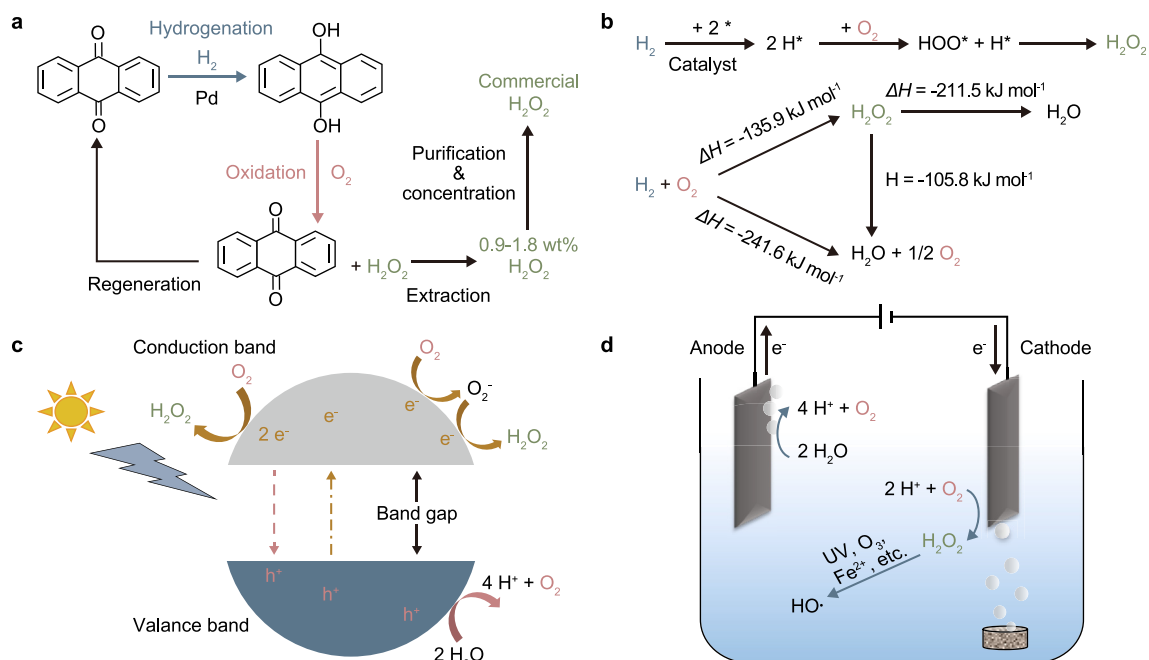 a
Hydrogenation
H₂
Pd
O
O
OH
OH
Oxidation
O₂
O
O
Regeneration
+ H₂O₂
Extraction
0.9-1.8 wt%
H₂O₂
Purification
&
concentration
Commercial
H₂O₂
b
H₂
+ 2 *
Catalyst
2 H*
+ O₂
HOO* + H*
H₂O₂
H₂ + O₂
ΔH = -135.9 kJ mol⁻¹
H₂O₂
ΔH = -211.5 kJ mol⁻¹
H₂O
H = -105.8 kJ mol⁻¹
ΔH = -241.6 kJ mol⁻¹
H₂O + 1/2 O₂
c
Conduction band
O₂
H₂O₂
2 e⁻
e⁻
e⁻
O₂
O₂⁻
e⁻
H₂O₂
Band gap
h⁺
h⁺
h⁺
4 H⁺ + O₂
2 H₂O
Valance band
d
Anode
e⁻
e⁻
Cathode
4 H⁺ + O₂
2 H₂O
2 H⁺ + O₂
H₂O₂
UV, O₃,
Fe²⁺, etc.
HO·